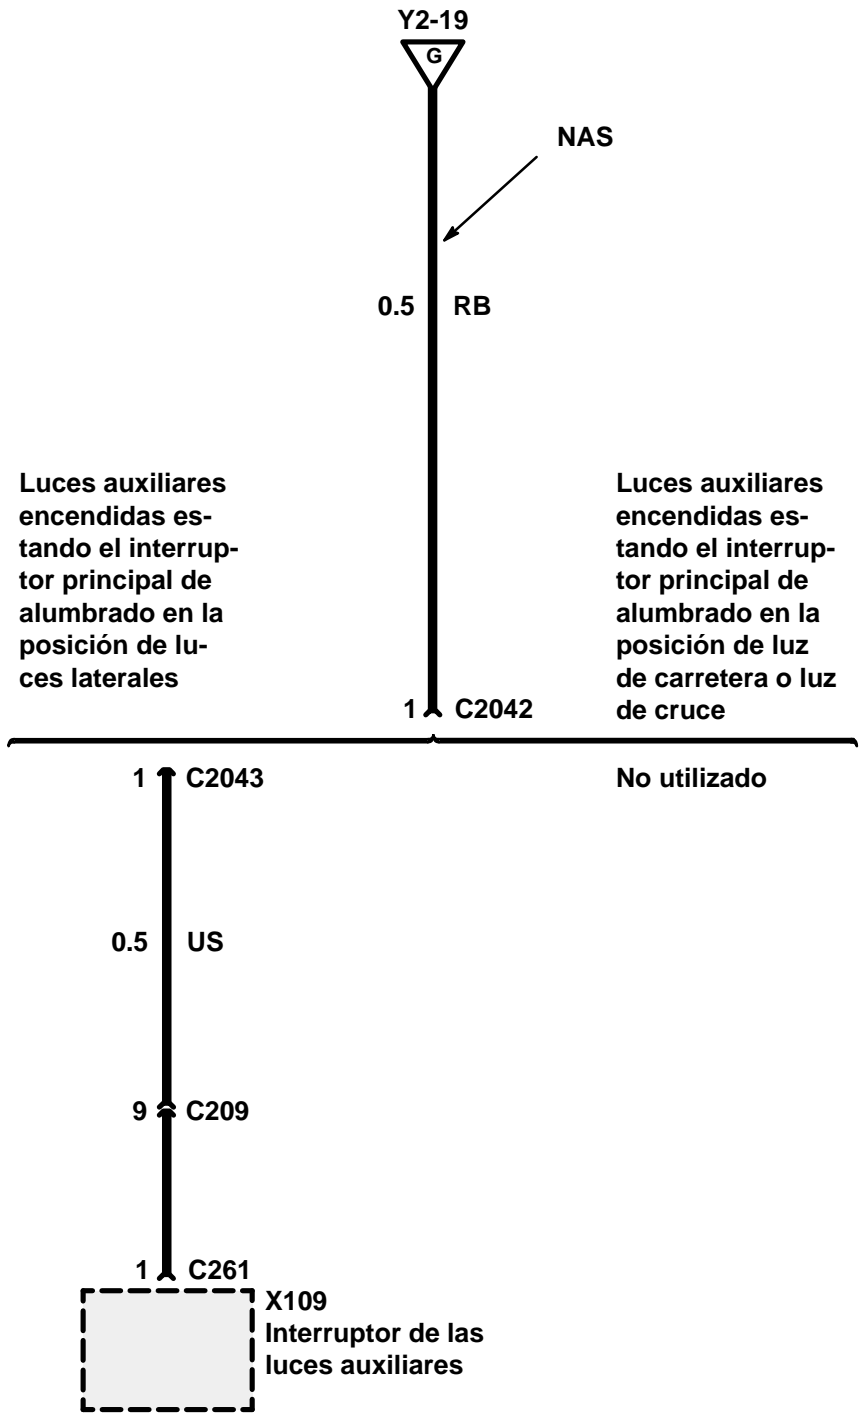 Y2-19
G
NAS
0.5 RB
Luces auxiliares
encendidas es-
tando el interrup-
tor principal de
alumbrado en la
posición de lu-
ces laterales
Luces auxiliares
encendidas es-
tando el interrup-
tor principal de
alumbrado en la
posición de luz
de carretera o luz
de cruce
1 C2042
1 C2043
No utilizado
0.5 US
9 C209
1 C261
X109
Interruptor de las
luces auxiliares